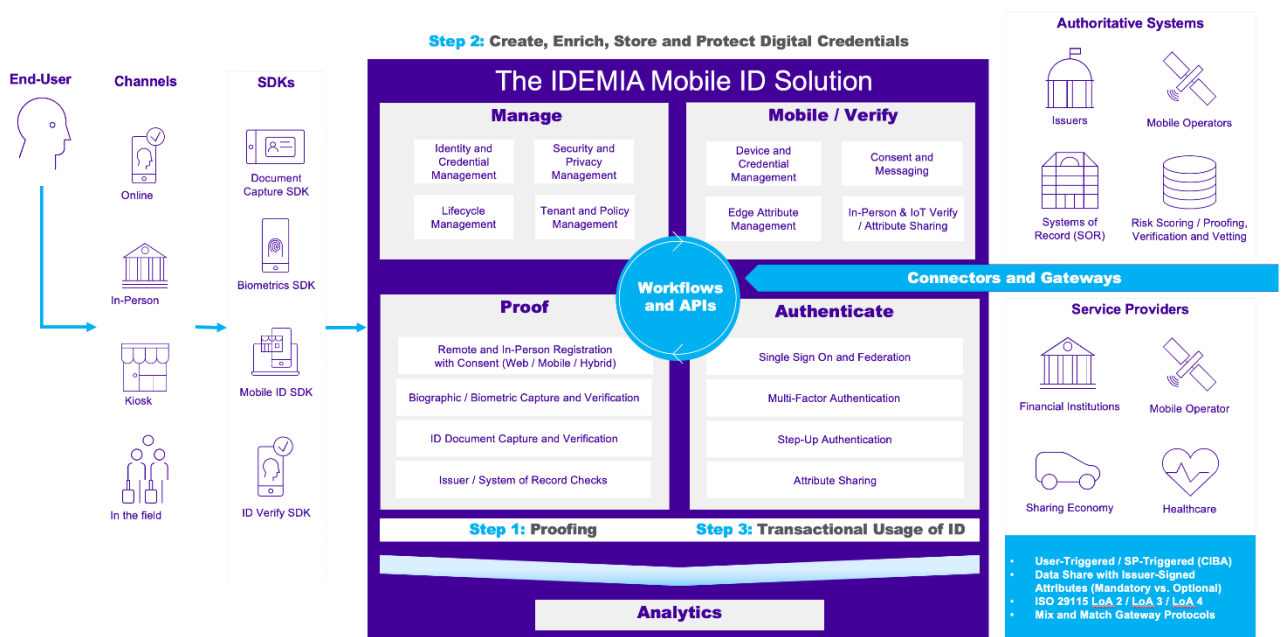 Step 2: Create, Enrich, Store and Protect Digital Credentials
End-User
Channels
Online
In-Person
Kiosk
In the field
SDKs
Document
Capture SDK
Biometrics SDK
Mobile ID SDK
ID Verify SDK
The IDEMIA Mobile ID Solution
Manage
Identity and
Credential
Management
Security and
Privacy
Management
Lifecycle
Management
Tenant and Policy
Management
Mobile / Verify
Device and
Credential
Management
Consent and
Messaging
Edge Attribute
Management
In-Person & IoT Verify
/ Attribute Sharing
Workflows
and APIs
Proof
Remote and In-Person Registration
with Consent (Web / Mobile / Hybrid)
Biographic / Biometric Capture and Verification
ID Document Capture and Verification
Issuer / System of Record Checks
Authenticate
Single Sign On and Federation
Multi-Factor Authentication
Step-Up Authentication
Attribute Sharing
Step 1: Proofing
Step 3: Transactional Usage of ID
Analytics
Authoritative Systems
Issuers
Mobile Operators
Systems of
Record (SOR)
Risk Scoring / Proofing,
Verification and Vetting
Connectors and Gateways
Service Providers
Financial Institutions
Mobile Operator
Sharing Economy
Healthcare
• User-Triggered / SP-Triggered (CIBA)
• Data Share with Issuer-Signed
Attributes (Mandatory vs. Optional)
• ISO 29115 LoA 2 / LoA 3 / LoA 4
• Mix and Match Gateway Protocols